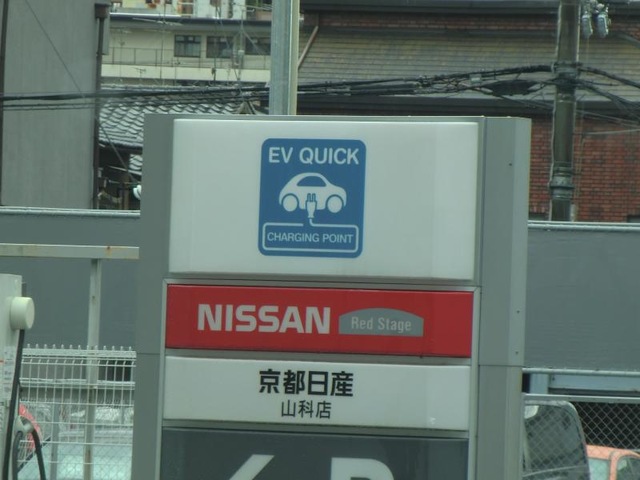 EV QUICK
CHARGING POINT
NISSAN Red Stage
京都日産
山科店
P